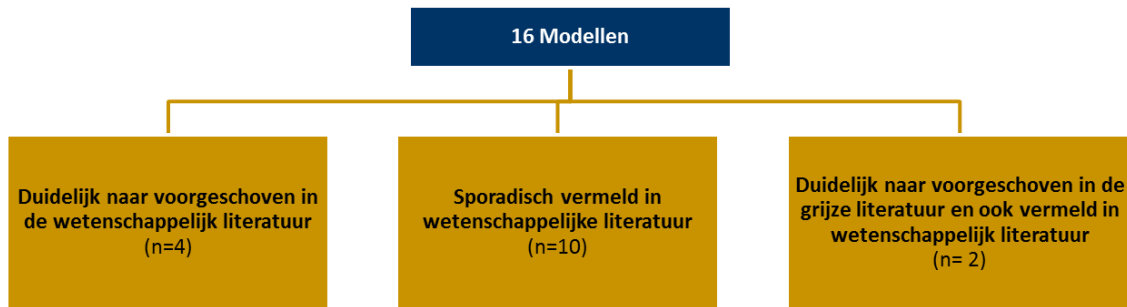 16 Modellen
Duidelijk naar voorgeschoven in
de wetenschappelijk literatuur
(n=4)
Sporadisch vermeld in
wetenschappelijke literatuur
(n=10)
Duidelijk naar voorgeschoven in de
grijze literatuur en ook vermeld in
wetenschappelijk literatuur
(n= 2)